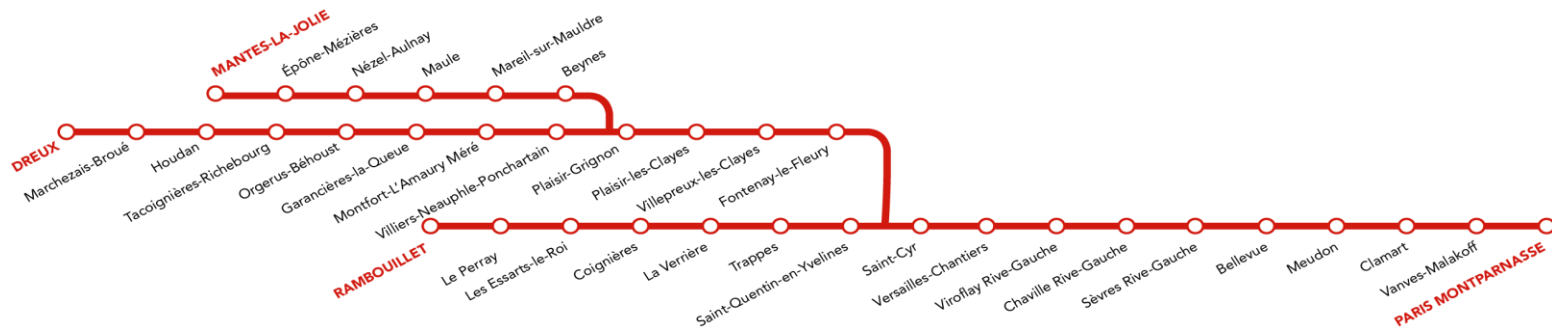 MANTES-LA-JOLIE
Épône-Mézières
Nézel-Aulnay
Maule
Mareil-sur-Mauldre
Beynes
DREUX
Marchezais-Broué
Houdan
Tacoignières-Richebourg
Orgerus-Béhoust
Garancières-la-Queue
Montfort-L'Amaury Méré
Villiers-Neauphle-Ponchartain
Plaisir-Grignon
Plaisir-les-Clayes
Villepreux-les-Clayes
Fontenay-le-Fleury
RAMBOUILLET
Le Perray
Les Essarts-le-Roi
Coignières
La Verrière
Trappes
Saint-Quentin-en-Yvelines
Saint-Cyr
Versailles-Chantiers
Viroflay Rive-Gauche
Chaville Rive-Gauche
Sèvres Rive-Gauche
Bellevue
Meudon
Clamart
Vanves-Malakoff
PARIS MONTPARNASSE